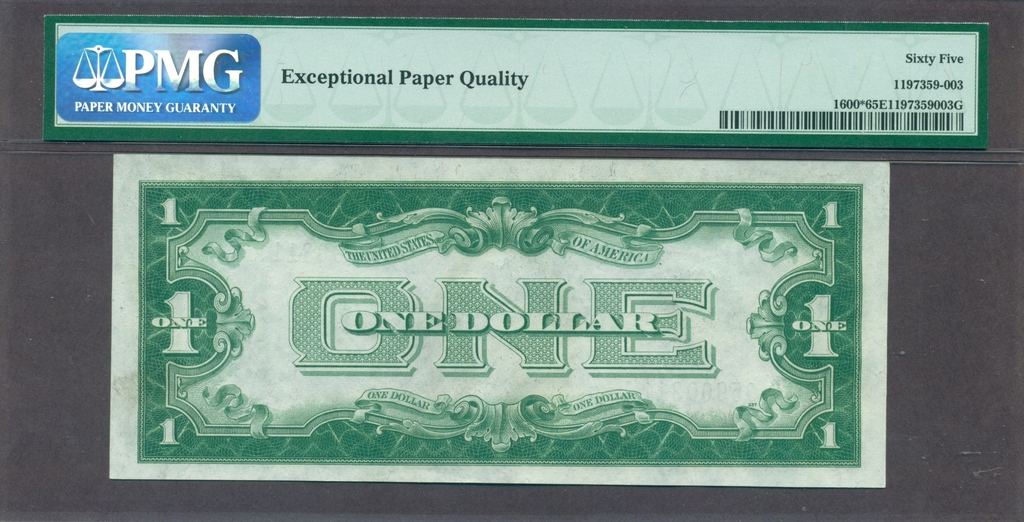 PMG
PAPER MONEY GUARANTY
Exceptional Paper Quality
Sixty Five
1197359-003
1600*65E1197359003G
1
1
THE UNITED STATES
OF AMERICA
ONE
1
ONE
ONE DOLLAR
1
ONE
ONE DOLLAR
ONE DOLLAR
1
1